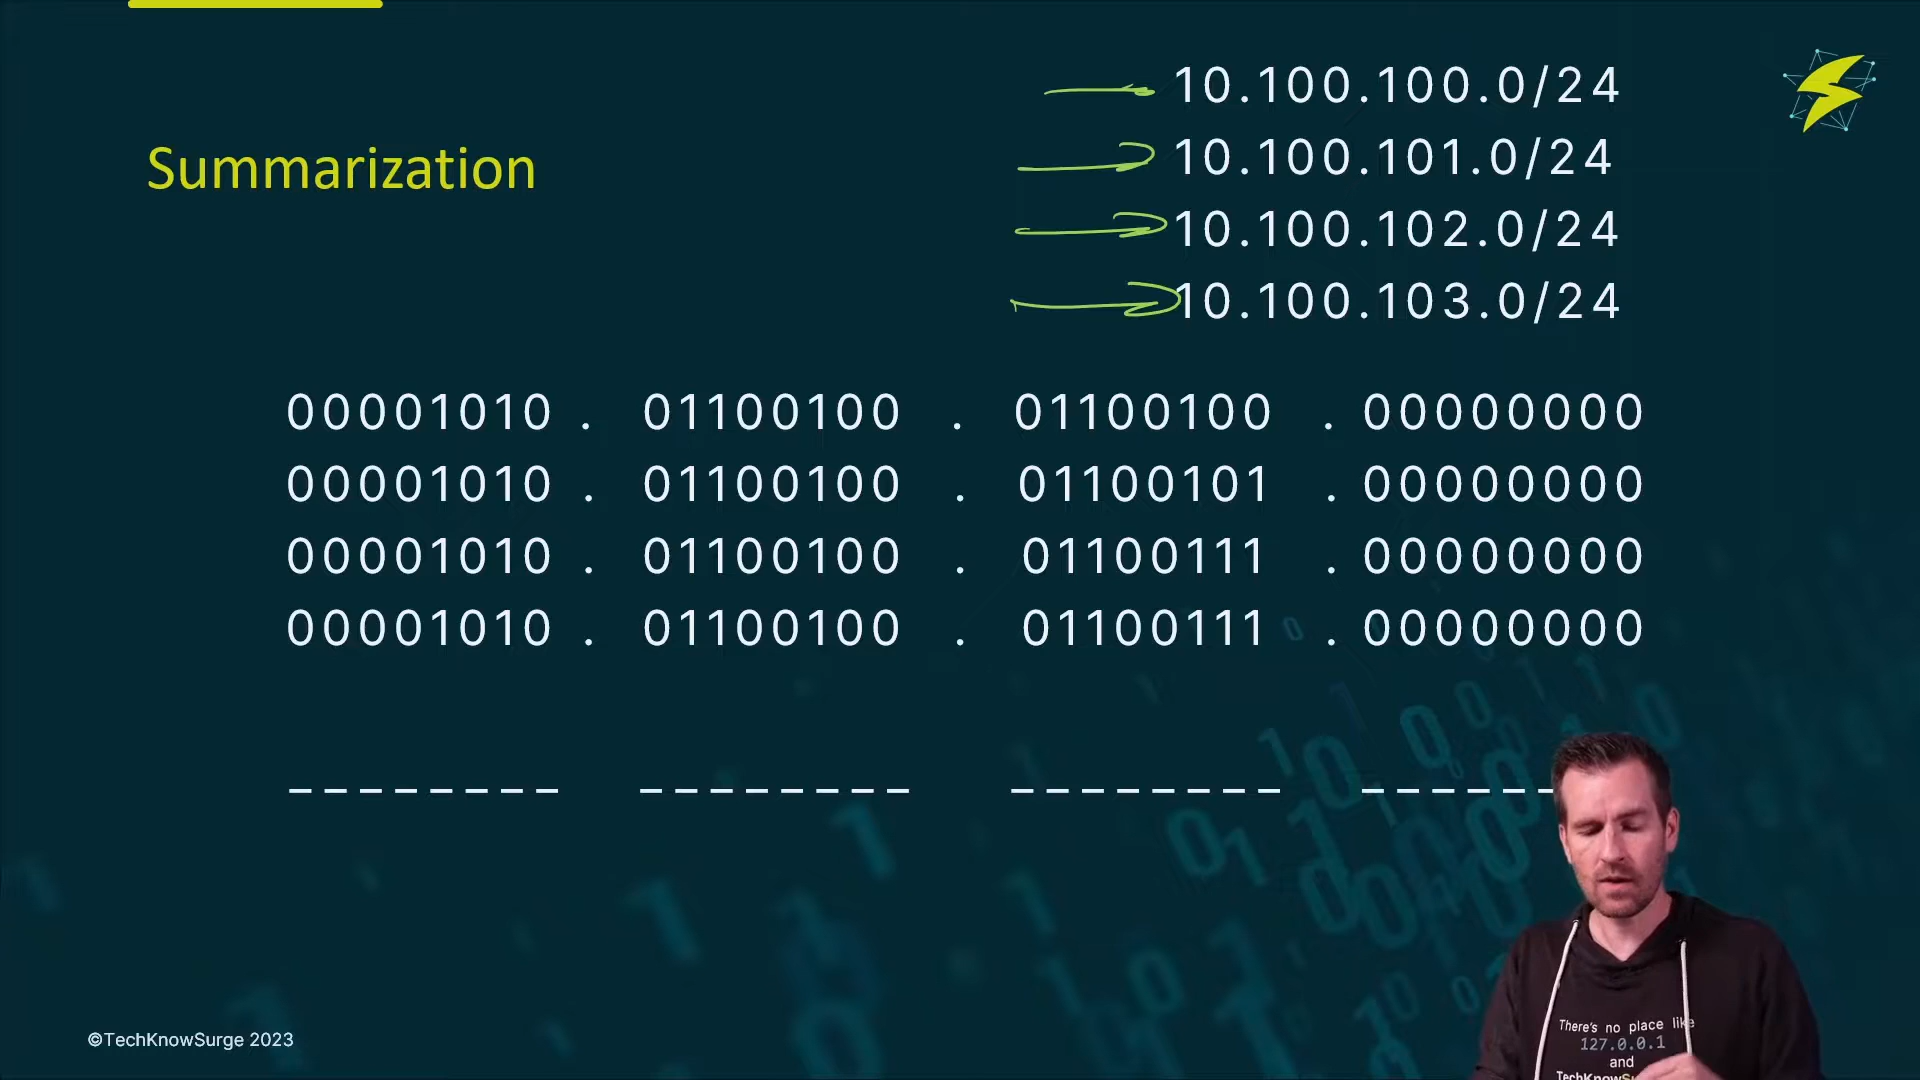 Summarization
10.100.100.0/24
10.100.101.0/24
10.100.102.0/24
10.100.103.0/24
00001010 . 01100100 . 01100100 . 00000000
00001010 . 01100100 . 01100101 . 00000000
00001010 . 01100100 . 01100111 . 00000000
00001010 . 01100100 . 01100111 . 00000000
©TechKnowSurge 2023
There's no place like
127.0.0.1
and